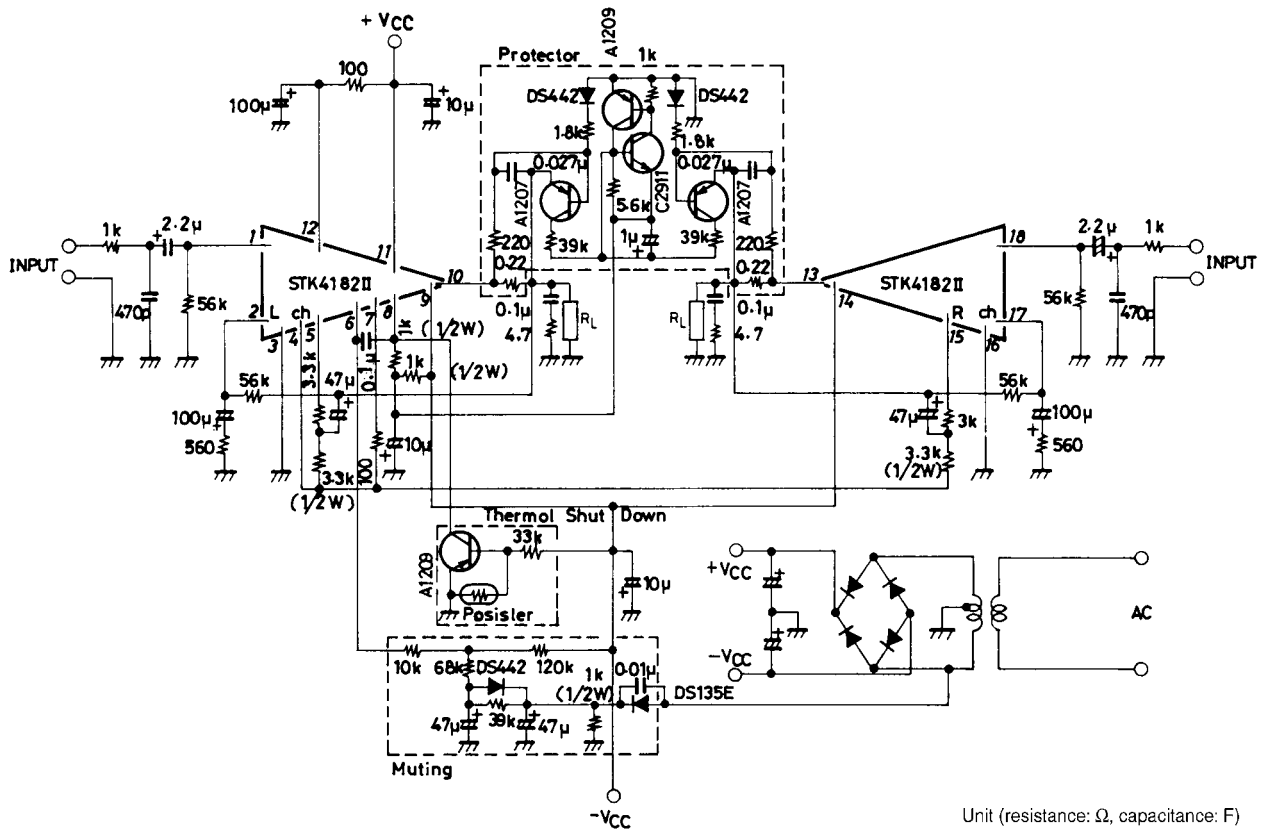 + VCC
A1209
Protector
1k
100
100µ
10µ
DS442
DS442
1.8k
1.8k
0.027µ
0.027µ
C2911
A1207
A1207
5.6k
1k
2.2µ
1
12
11
39k
1µ
39k
18
2.2µ
1k
INPUT
220
220
INPUT
STK4182II
10
0.22
0.22
13
STK4182II
9
14
470p
56k
2
L
ch
0.1µ
RL
RL
0.1µ
R
ch
17
56k
470p
3
4
5
6
7
8
1k
(1/2W)
4.7
4.7
15
16
3.3k
0.1µ
1k
(1/2W)
56k
47µ
56k
100µ
47µ
3k
100µ
560
10µ
3.3k
(1/2W)
560
3.3k
(1/2W)
100
Thermol Shut Down
33k
A1209
10µ
+VCC
Posisler
−VCC
AC
10k
68k
DS442
120k
1k
(1/2W)
0.01µ
DS135E
47µ
39k
47µ
Muting
−VCC
Unit (resistance: Ω, capacitance: F)